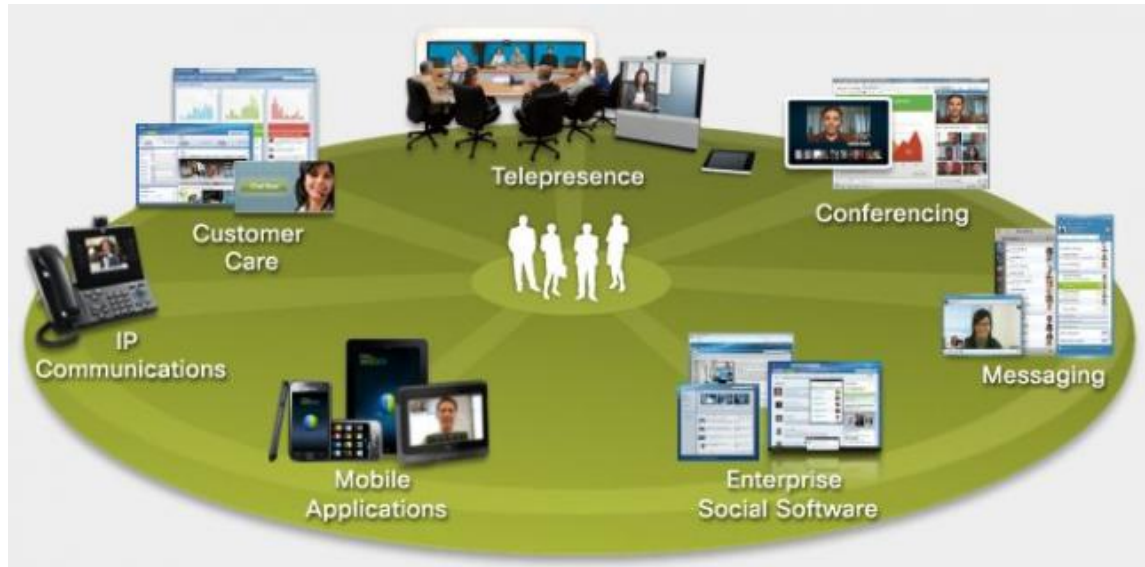 Telepresence
Conferencing
Customer
Care
IP
Communications
Messaging
Mobile
Applications
Enterprise
Social Software